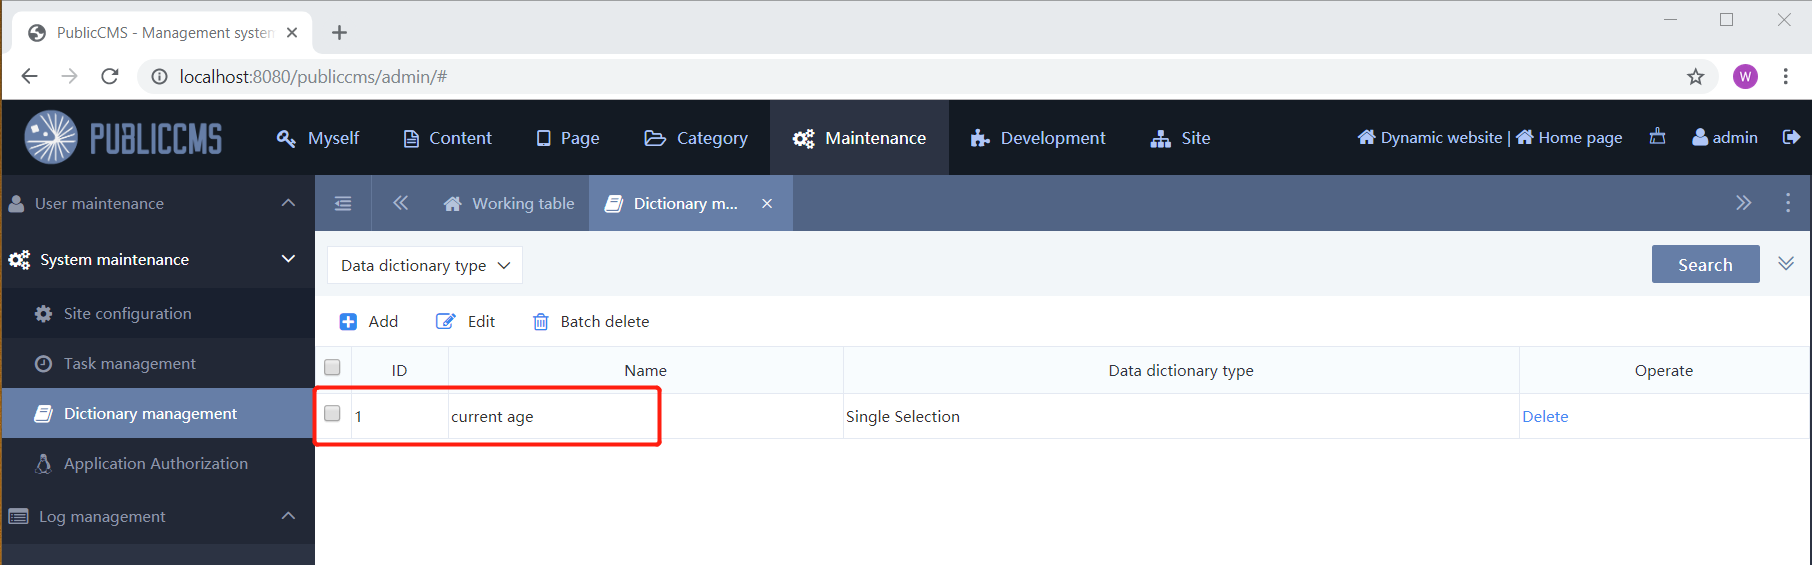 PublicCMS - Management system
localhost:8080/publiccms/admin/#
W
PUBLICCMS
Myself
Content
Page
Category
Maintenance
Development
Site
Dynamic website | Home page
admin
User maintenance
Working table
Dictionary m...
System maintenance
Data dictionary type
Search
Site configuration
Add
Edit
Batch delete
Task management
ID
Name
Data dictionary type
Operate
Dictionary management
1
current age
Single Selection
Delete
Application Authorization
Log management